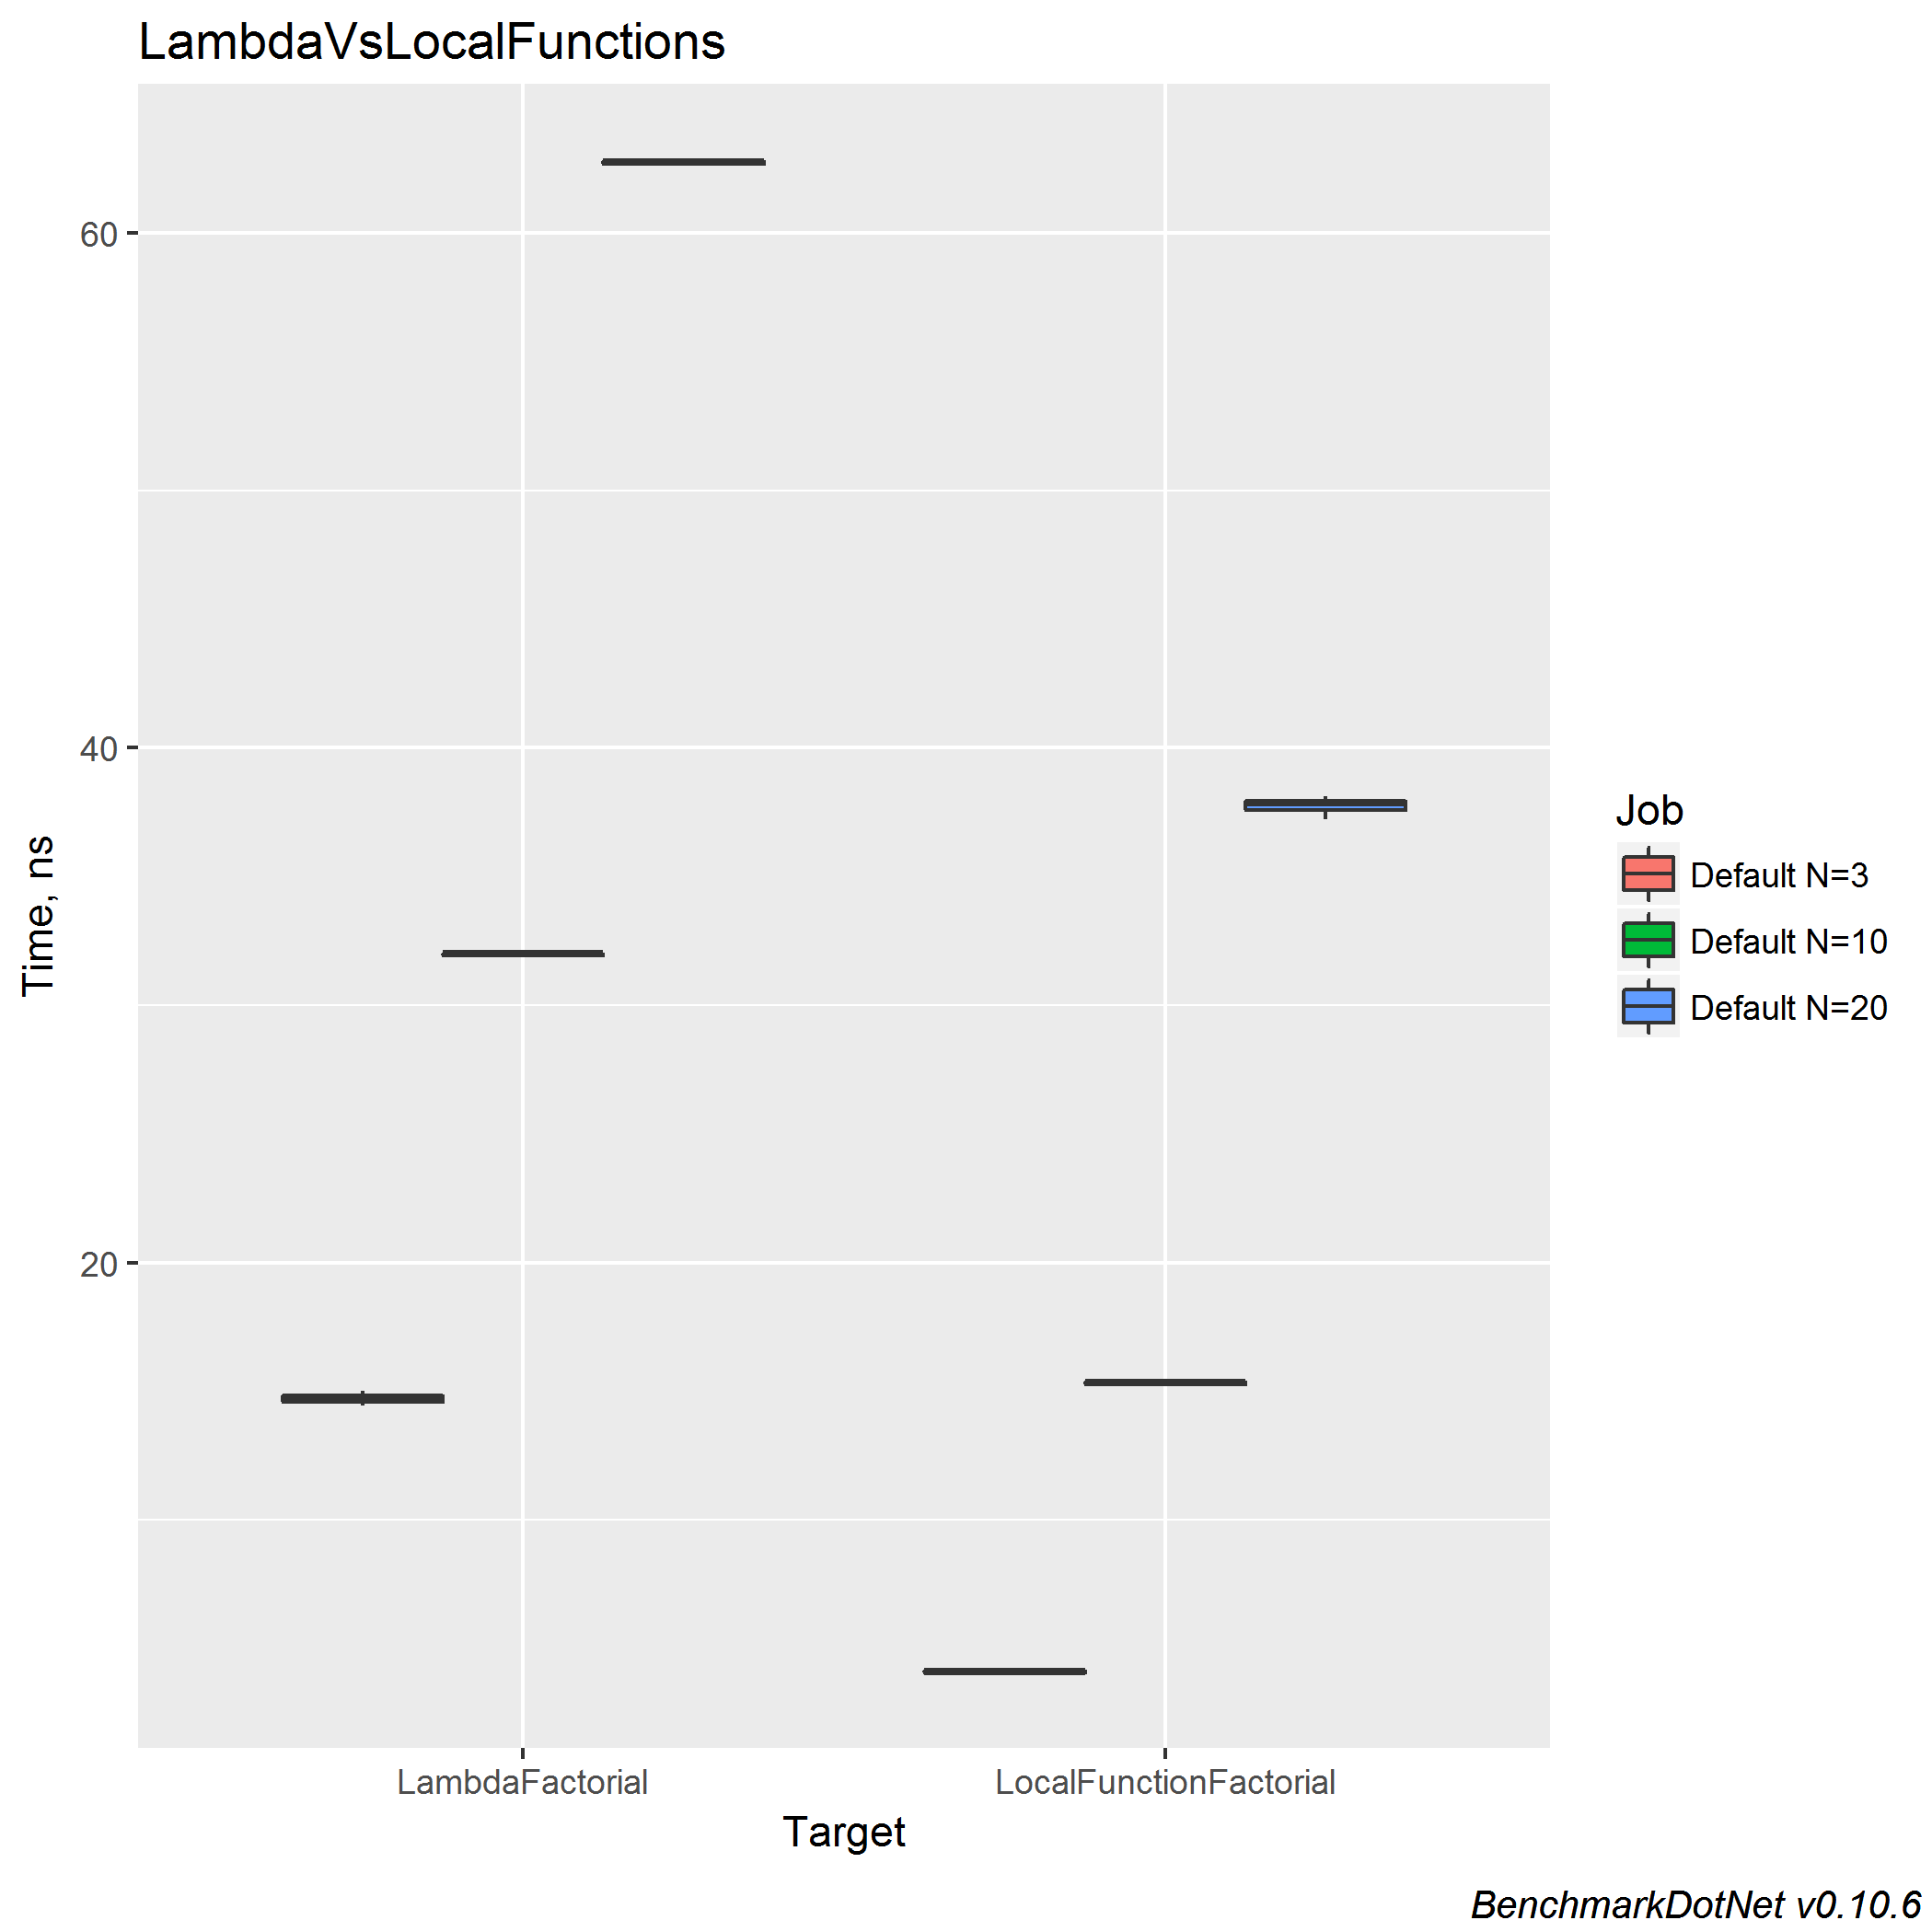 LambdaVsLocalFunctions
60
40
20
Time, ns
LambdaFactorial
LocalFunctionFactorial
Target
Job
Default N=3
Default N=10
Default N=20
BenchmarkDotNet v0.10.6